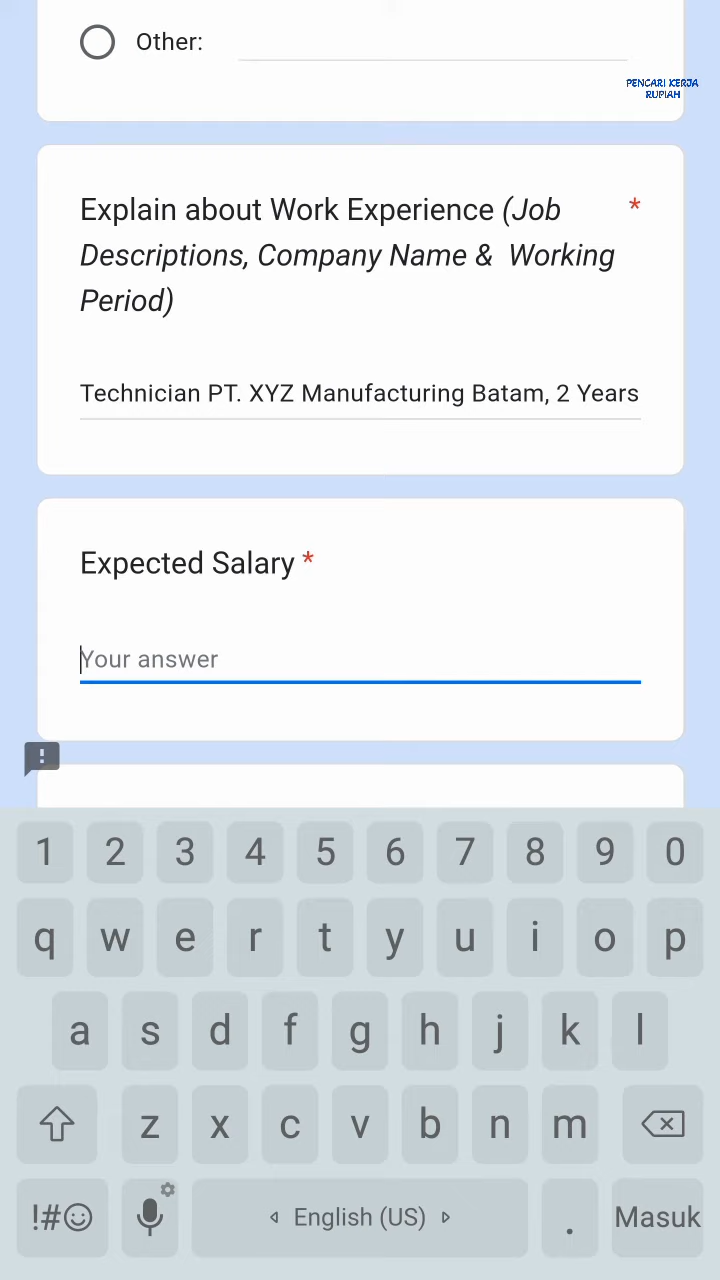 Other:
PENCARI KERJA
RUPIAH
Explain about Work Experience (Job *
Descriptions, Company Name & Working
Period)
Technician PT. XYZ Manufacturing Batam, 2 Years
Expected Salary *
Your answer
!
1 2 3 4 5 6 7 8 9 0
q w e r t y u i o p
a s d f g h j k l
z x c v b n m
!#☺ English (US) . Masuk